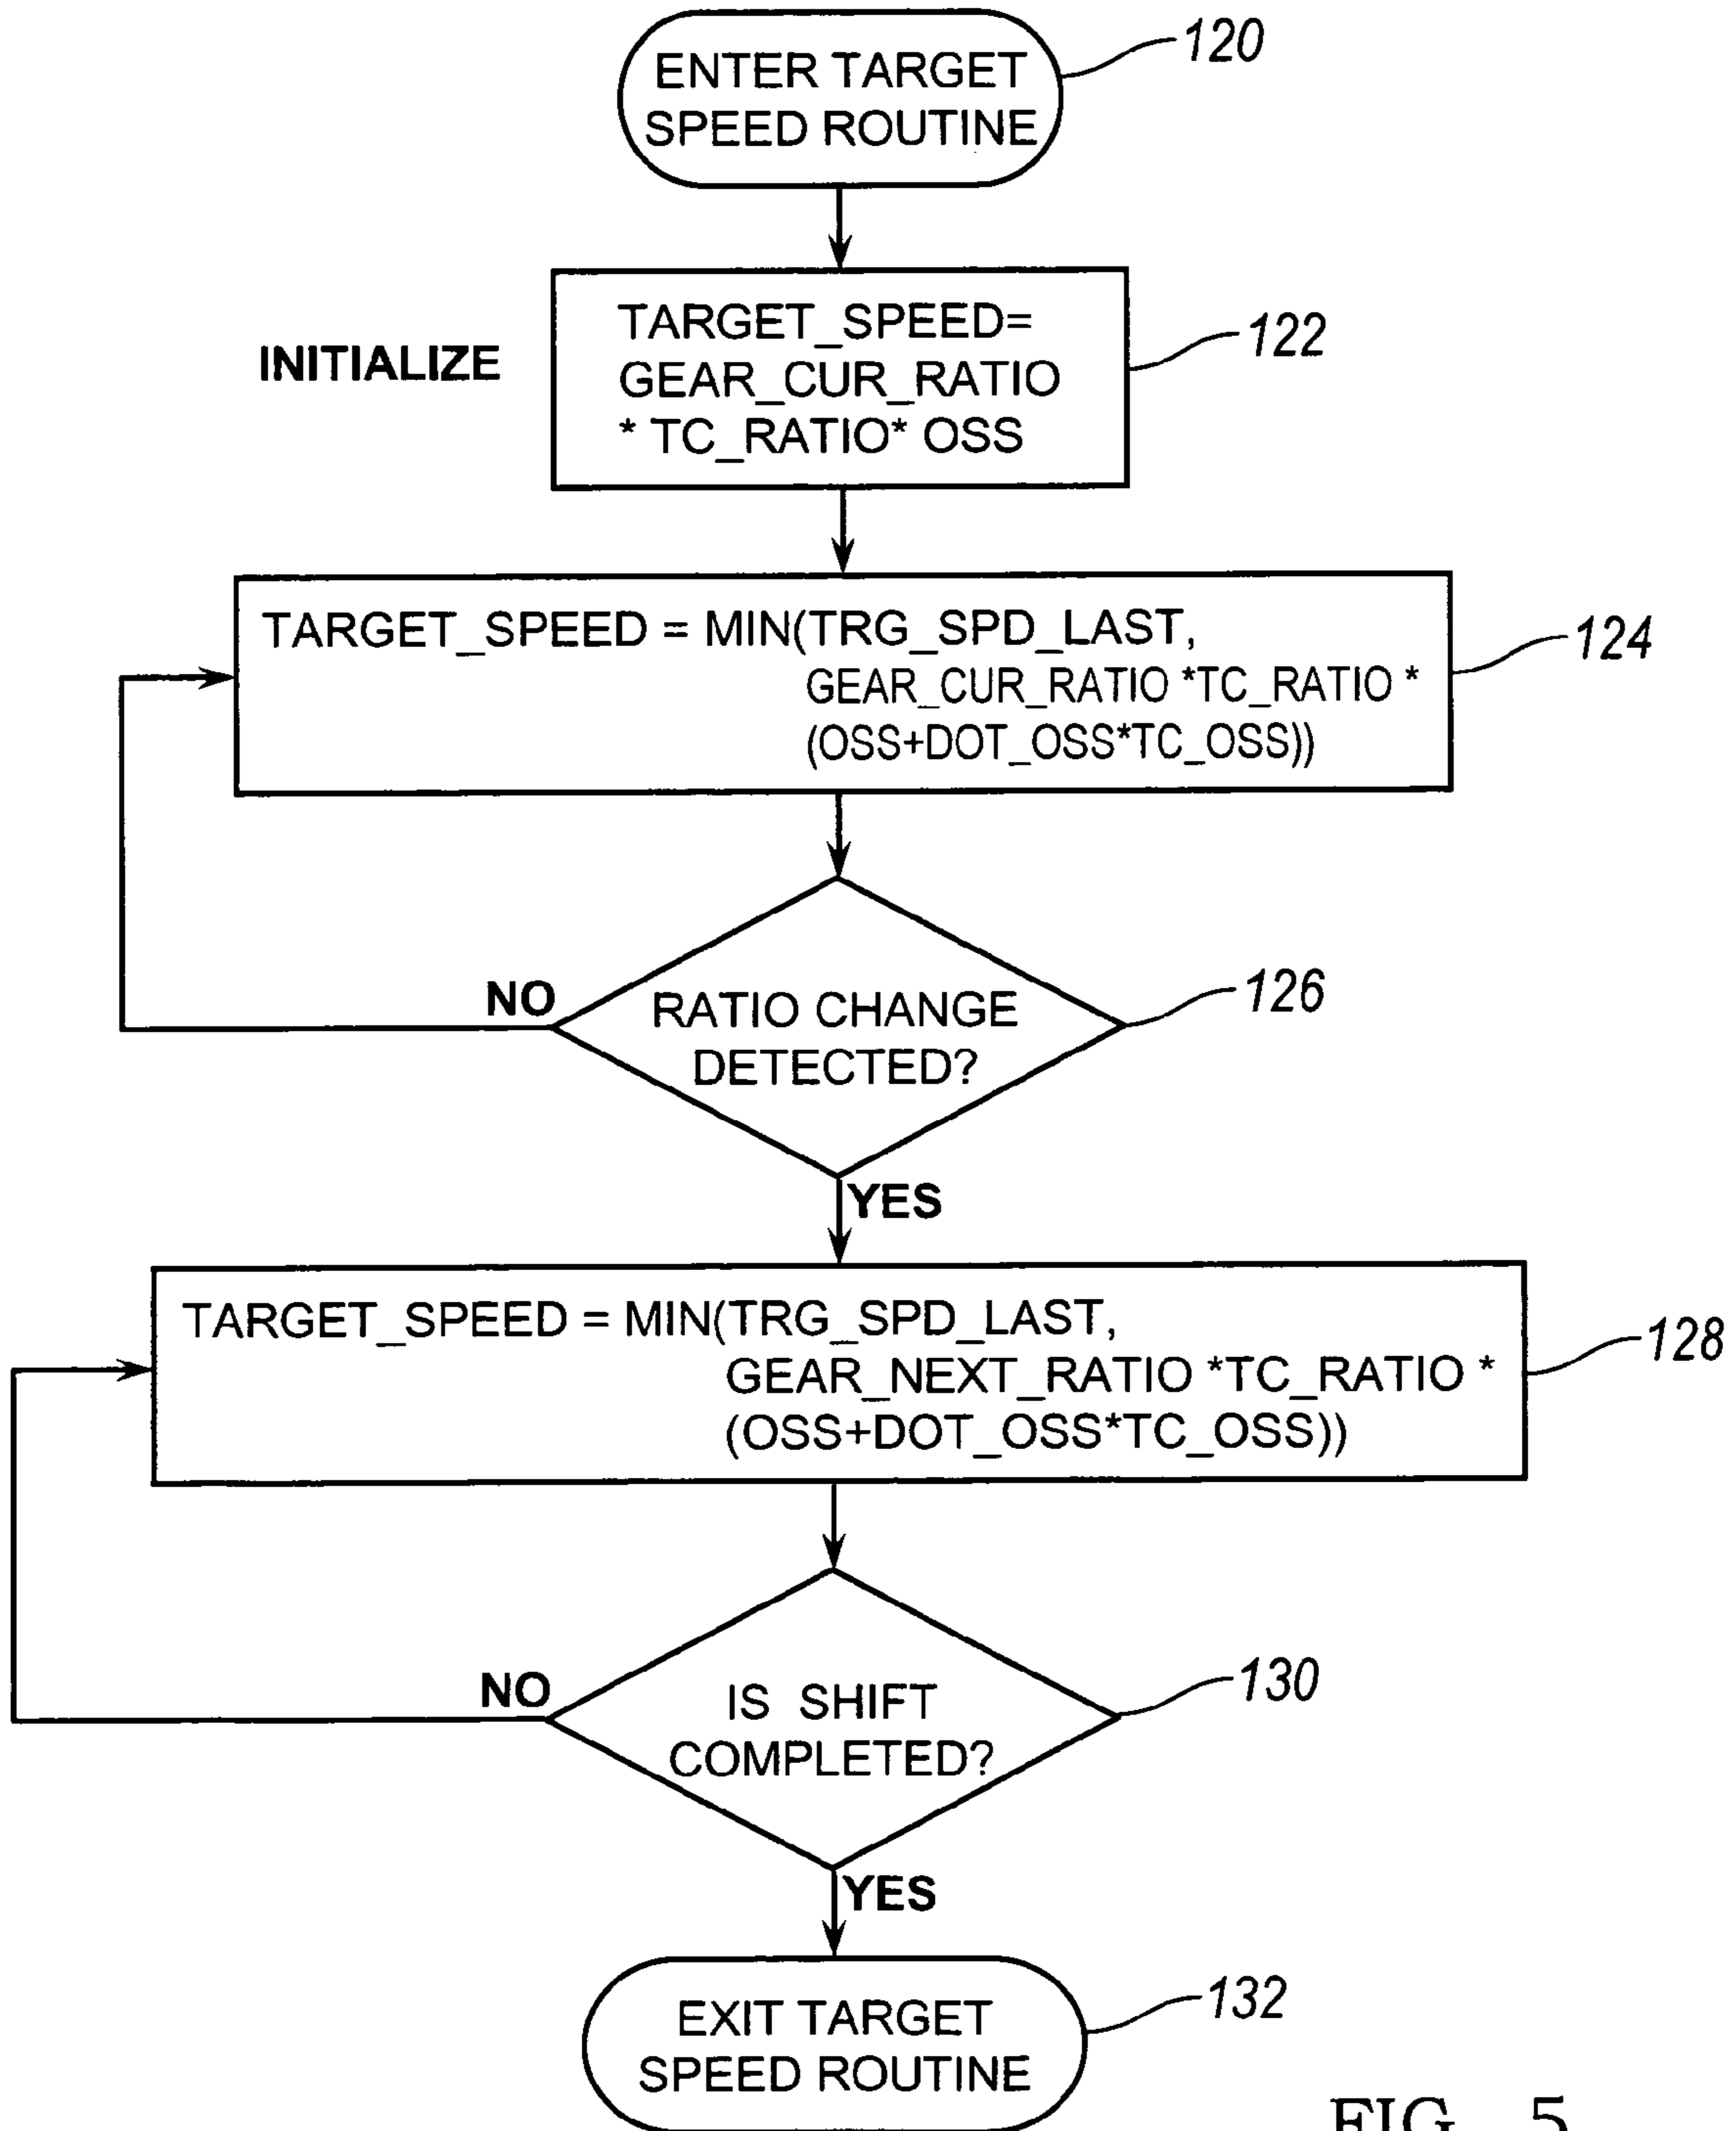 ENTER TARGET
SPEED ROUTINE
120
INITIALIZE
TARGET_SPEED=
GEAR_CUR_RATIO
* TC_RATIO* OSS
122
TARGET_SPEED = MIN(TRG_SPD_LAST,
GEAR_CUR_RATIO *TC_RATIO *
(OSS+DOT_OSS*TC_OSS))
124
NO
RATIO CHANGE
DETECTED?
126
YES
TARGET_SPEED = MIN(TRG_SPD_LAST,
GEAR_NEXT_RATIO *TC_RATIO *
(OSS+DOT_OSS*TC_OSS))
128
NO
IS SHIFT
COMPLETED?
130
YES
EXIT TARGET
SPEED ROUTINE
132
FIG. 5